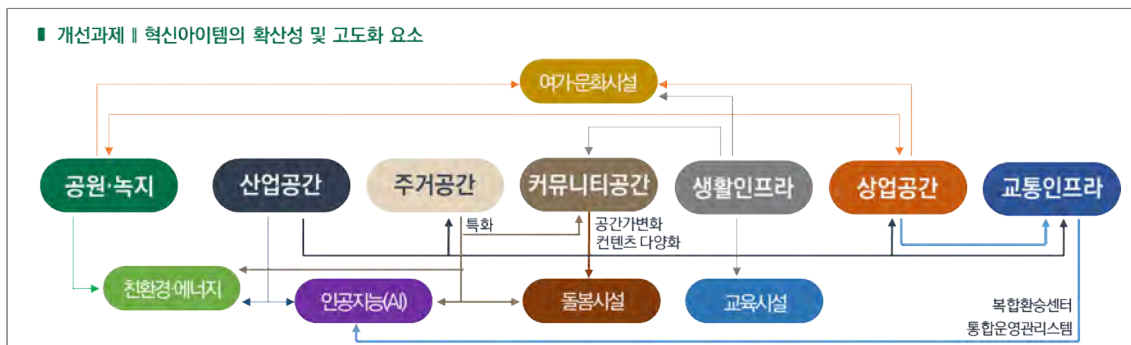 개선과제 ‖ 혁신아이템의 확산성 및 고도화 요소
여가·문화시설
공원·녹지
산업공간
주거공간
커뮤니티공간
생활인프라
상업공간
교통인프라
특화
공간가변화
컨텐츠 다양화
친환경·에너지
인공지능(AI)
돌봄시설
교육시설
복합환승센터
통합운영관리스템